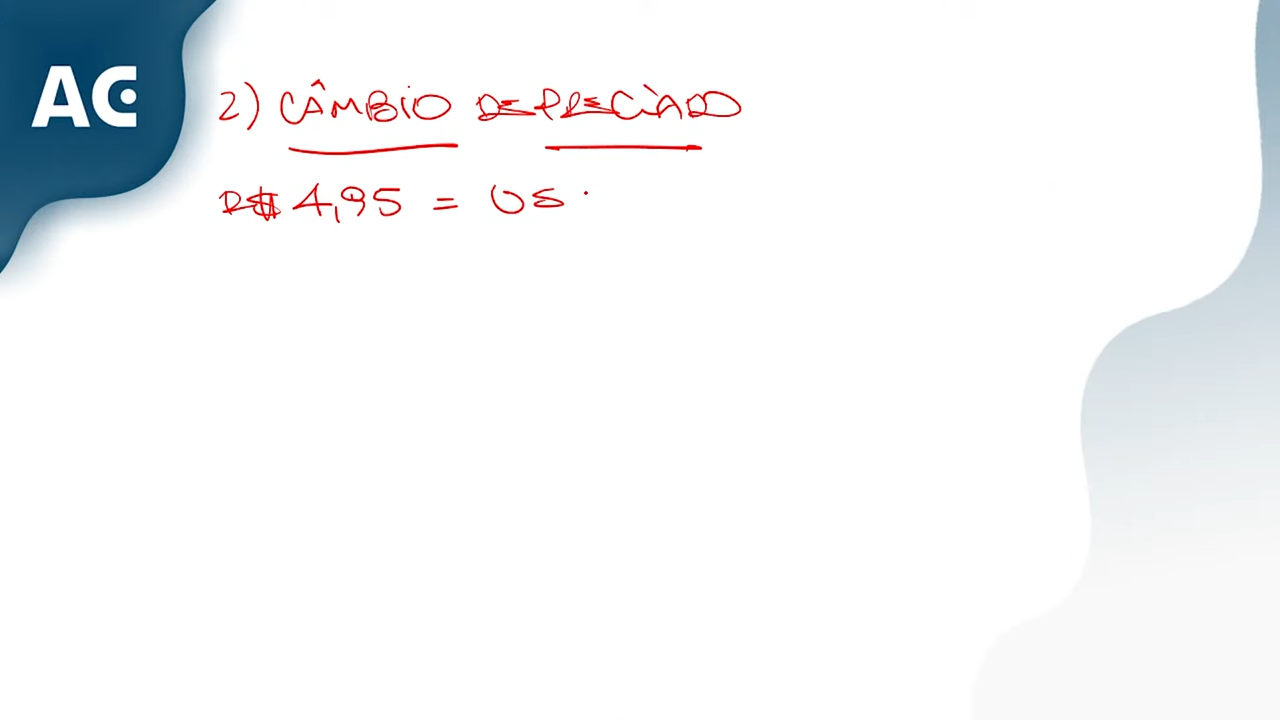 AC
2) CÂMBIO DEPRECIADO
R$ 4,95 = US